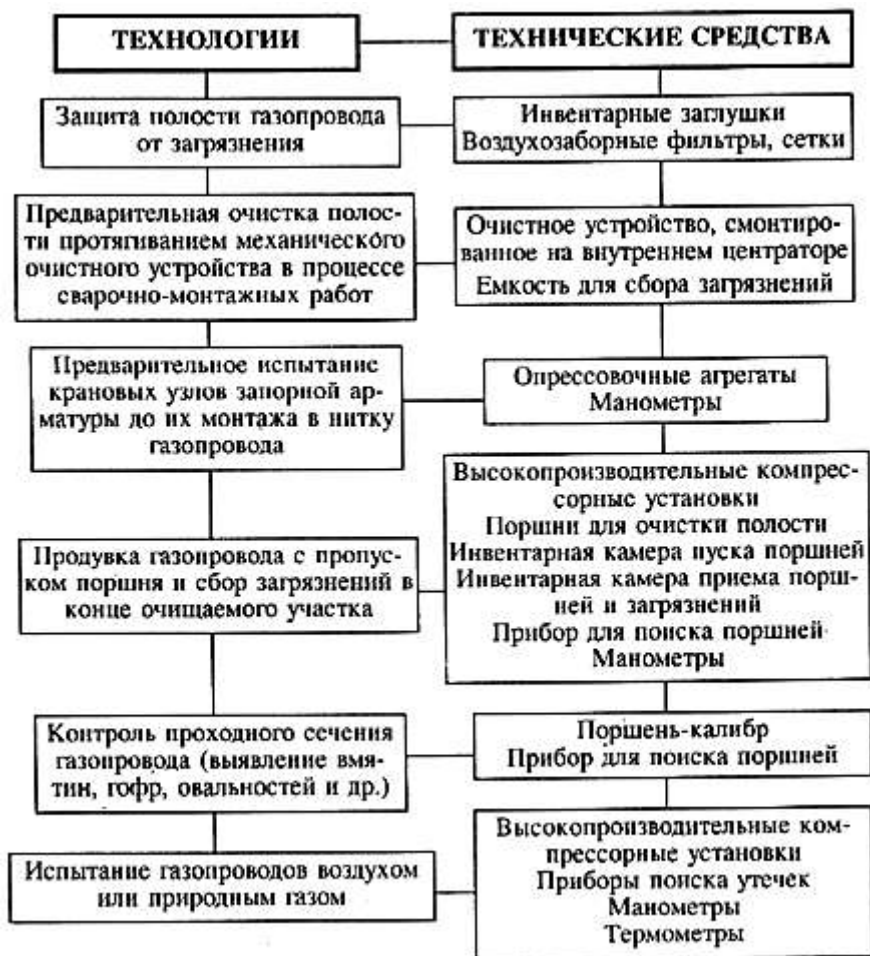 ТЕХНОЛОГИИ
ТЕХНИЧЕСКИЕ СРЕДСТВА
Защита полости газопровода
от загрязнения
Инвентарные заглушки
Воздухозаборные фильтры, сетки
Предварительная очистка полос-
ти протягиванием механического
очистного устройства в процессе
сварочно-монтажных работ
Очистное устройство, смонтиро-
ванное на внутреннем центраторе
Емкость для сбора загрязнений
Предварительное испытание
крановых узлов запорной ар-
матуры до их монтажа в нитку
газопровода
Опрессовочные агрегаты
Манометры
Продувка газопровода с пропус-
ком поршня и сбор загрязнений в
конце очищаемого участка
Высокопроизводительные компрес-
сорные установки
Поршни для очистки полости
Инвентарная камера пуска поршней
Инвентарная камера приема порш-
ней и загрязнений
Прибор для поиска поршней
Манометры
Контроль проходного сечения
газопровода (выявление вмя-
тин, гофр, овальностей и др.)
Поршень-калибр
Прибор для поиска поршней
Испытание газопроводов воздухом
или природным газом
Высокопроизводительные ком-
прессорные установки
Приборы поиска утечек
Манометры
Термометры